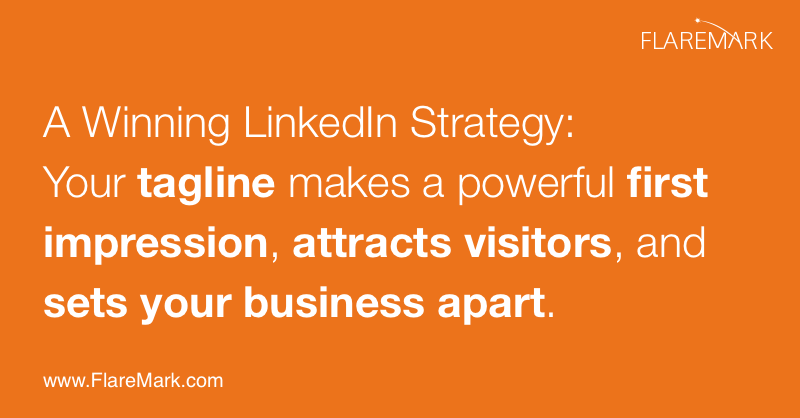 FLAREMARK
A Winning LinkedIn Strategy:
Your tagline makes a powerful first
impression, attracts visitors, and
sets your business apart.
www.FlareMark.com